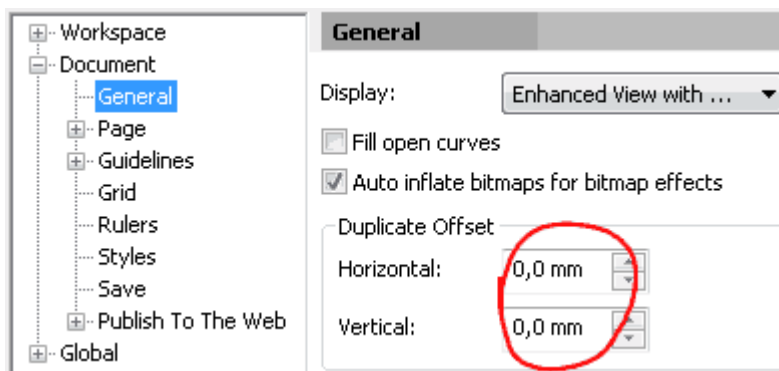 Workspace
Document
General
Page
Guidelines
Grid
Rulers
Styles
Save
Publish To The Web
Global
General
Display: Enhanced View with ...
Fill open curves
Auto inflate bitmaps for bitmap effects
Duplicate Offset
Horizontal: 0,0 mm
Vertical: 0,0 mm